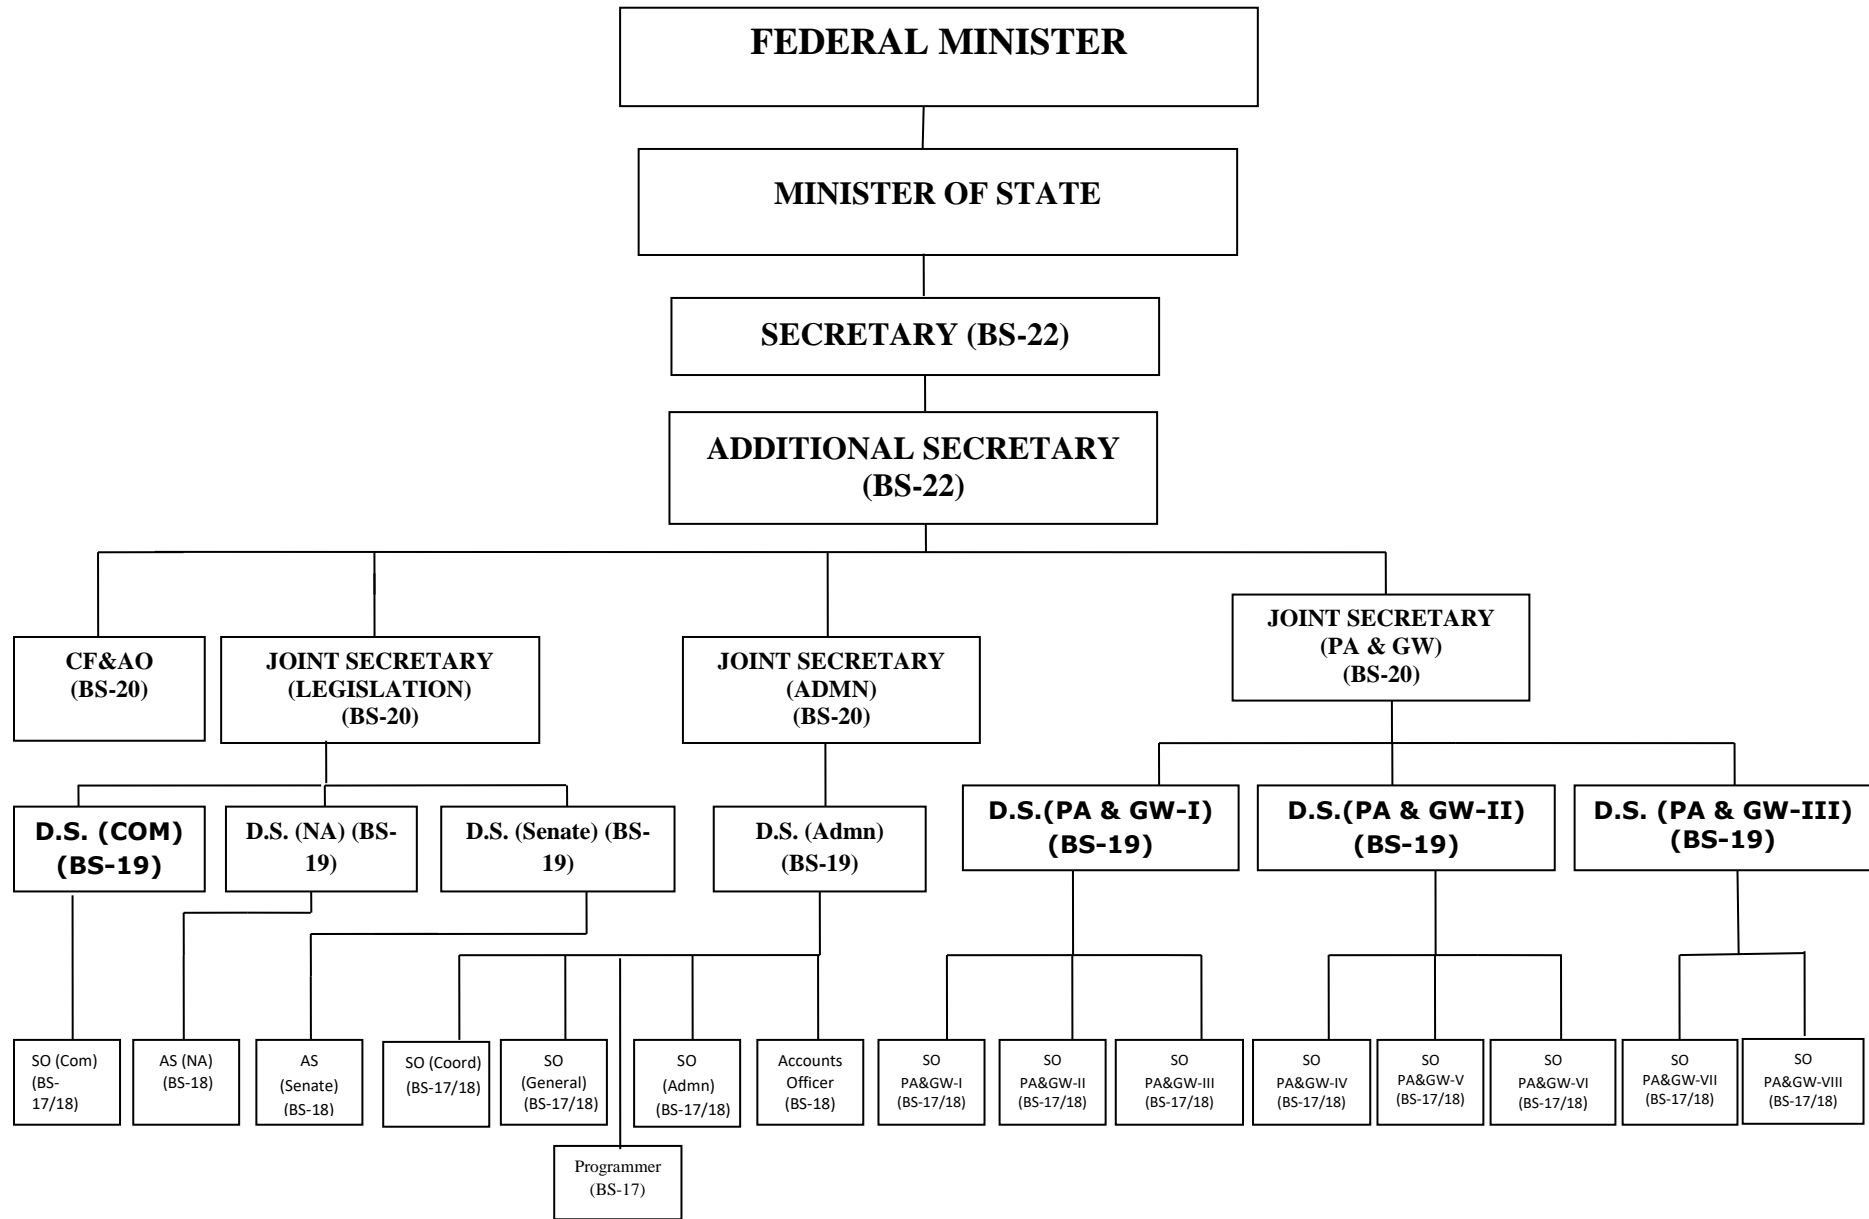 FEDERAL MINISTER
MINISTER OF STATE
SECRETARY (BS-22)
ADDITIONAL SECRETARY
(BS-22)
CF&AO
(BS-20)
JOINT SECRETARY
(LEGISLATION)
(BS-20)
JOINT SECRETARY
(ADMN)
(BS-20)
JOINT SECRETARY
(PA & GW)
(BS-20)
D.S. (COM)
(BS-19)
D.S. (NA) (BS-
19)
D.S. (Senate) (BS-
19)
D.S. (Admn)
(BS-19)
D.S.(PA & GW-I)
(BS-19)
D.S.(PA & GW-II)
(BS-19)
D.S. (PA & GW-III)
(BS-19)
SO (Com)
(BS-
17/18)
AS (NA)
(BS-18)
AS
(Senate)
(BS-18)
SO (Coord)
(BS-17/18)
SO
(General)
(BS-17/18)
SO
(Admn)
(BS-17/18)
Accounts
Officer
(BS-18)
SO
PA&GW-I
(BS-17/18)
SO
PA&GW-II
(BS-17/18)
SO
PA&GW-III
(BS-17/18)
SO
PA&GW-IV
(BS-17/18)
SO
PA&GW-V
(BS-17/18)
SO
PA&GW-VI
(BS-17/18)
SO
PA&GW-VII
(BS-17/18)
SO
PA&GW-VIII
(BS-17/18)
Programmer
(BS-17)